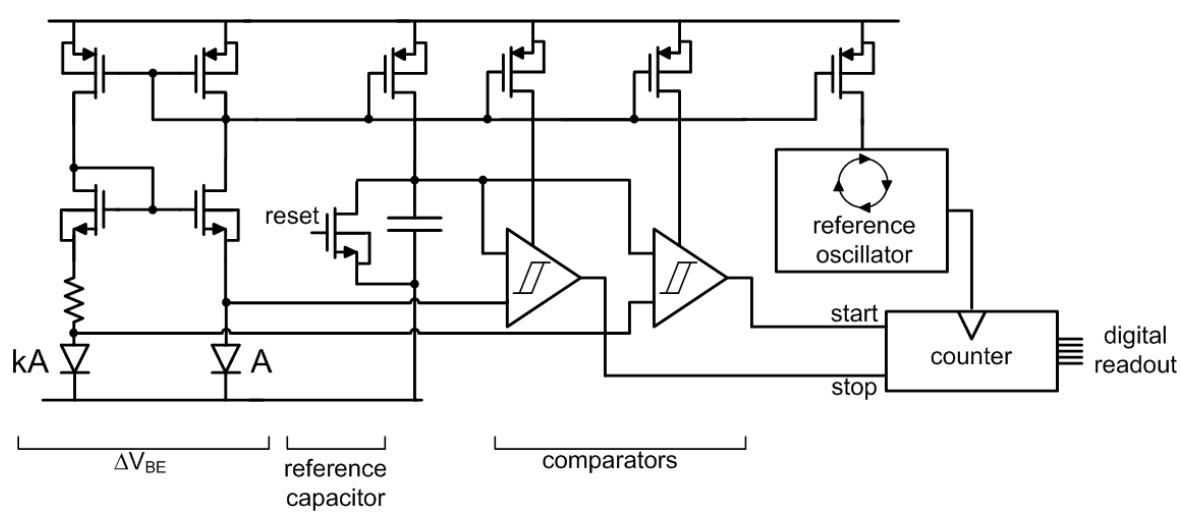 reset
reference
oscillator
start
counter
stop
digital
readout
kA
A
ΔVBE
reference
capacitor
comparators